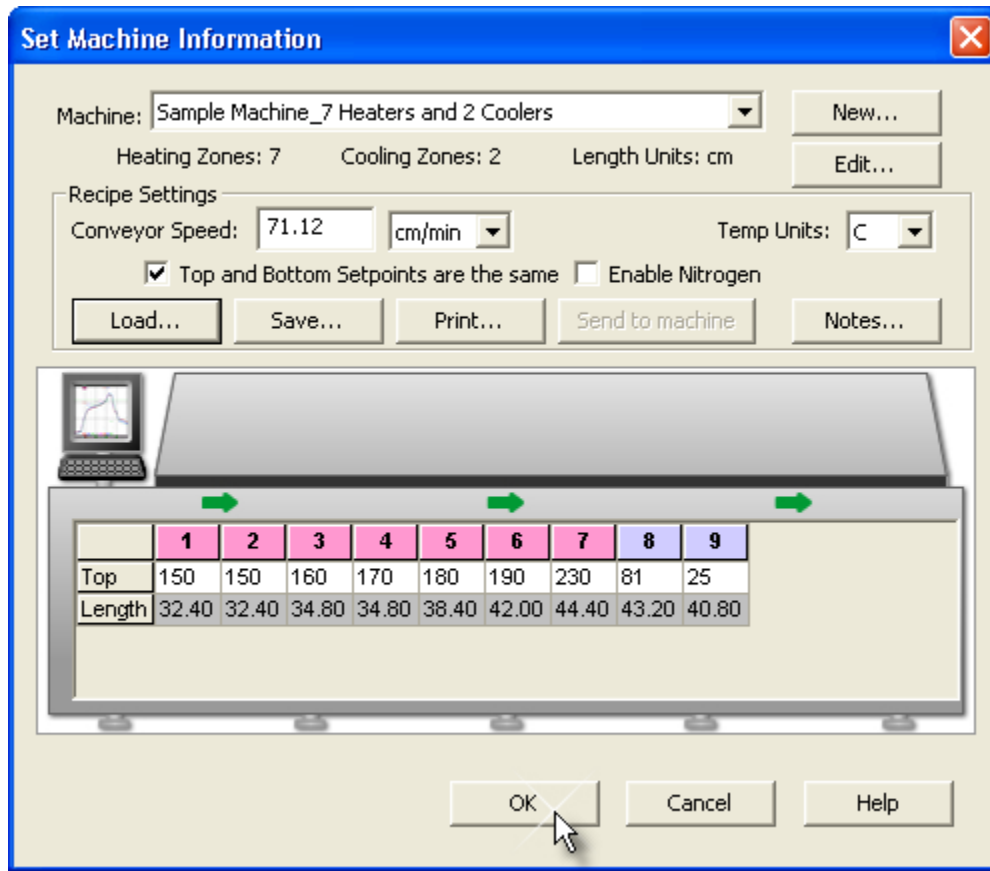 Set Machine Information
Machine: Sample Machine_7 Heaters and 2 Coolers New...
Heating Zones: 7 Cooling Zones: 2 Length Units: cm Edit...
Recipe Settings
Conveyor Speed: 71.12 cm/min Temp Units: C
Top and Bottom Setpoints are the same Enable Nitrogen
Load... Save... Print... Send to machine Notes...
1 2 3 4 5 6 7 8 9
Top 150 150 160 170 180 190 230 81 25
Length 32.40 32.40 34.80 34.80 38.40 42.00 44.40 43.20 40.80
OK Cancel Help